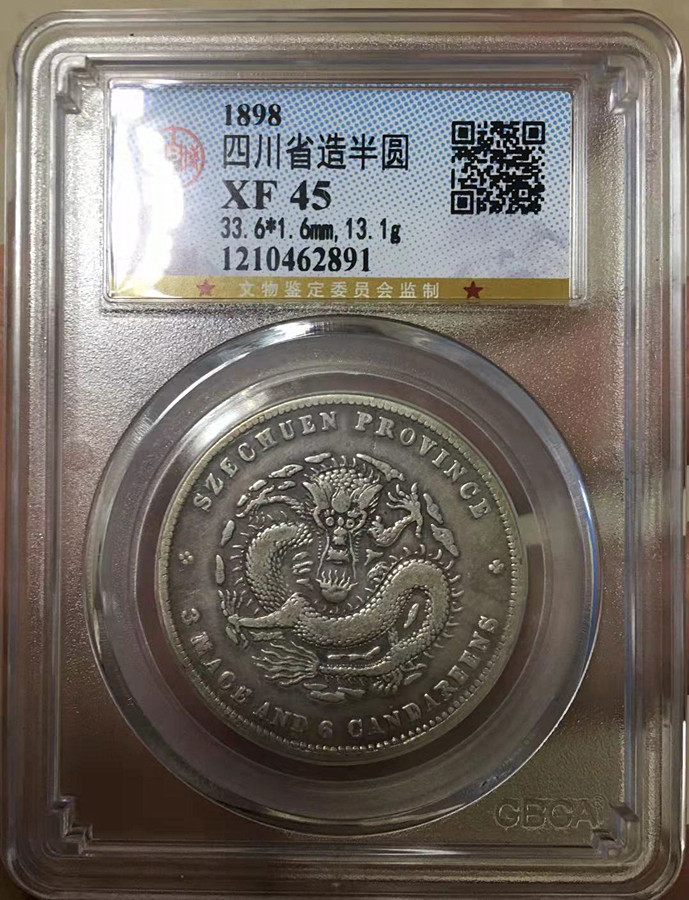 1898
四川省造半圆
XF 45
33.6*1.6mm,13.1g
1210462891
★ 文物鉴定委员会监制 ★
SZECHUEN PROVINCE
3 MACE AND 6 CANDAREENS
GBCA